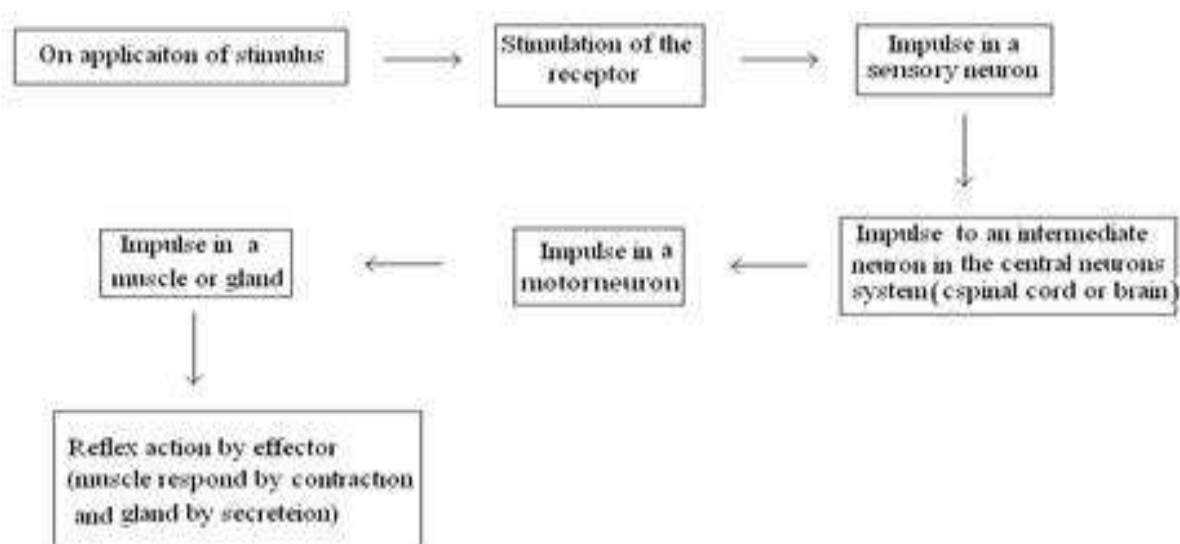 On applicaiton of stimulus
Stimulation of the
receptor
Impulse in a
sensory neuron
Impulse to an intermediate
neuron in the central neurons
system(cspinal cord or brain)
Impulse in a
motorneuron
Impulse in a
muscle or gland
Reflex action by effector
(muscle respond by contraction
and gland by secreteion)